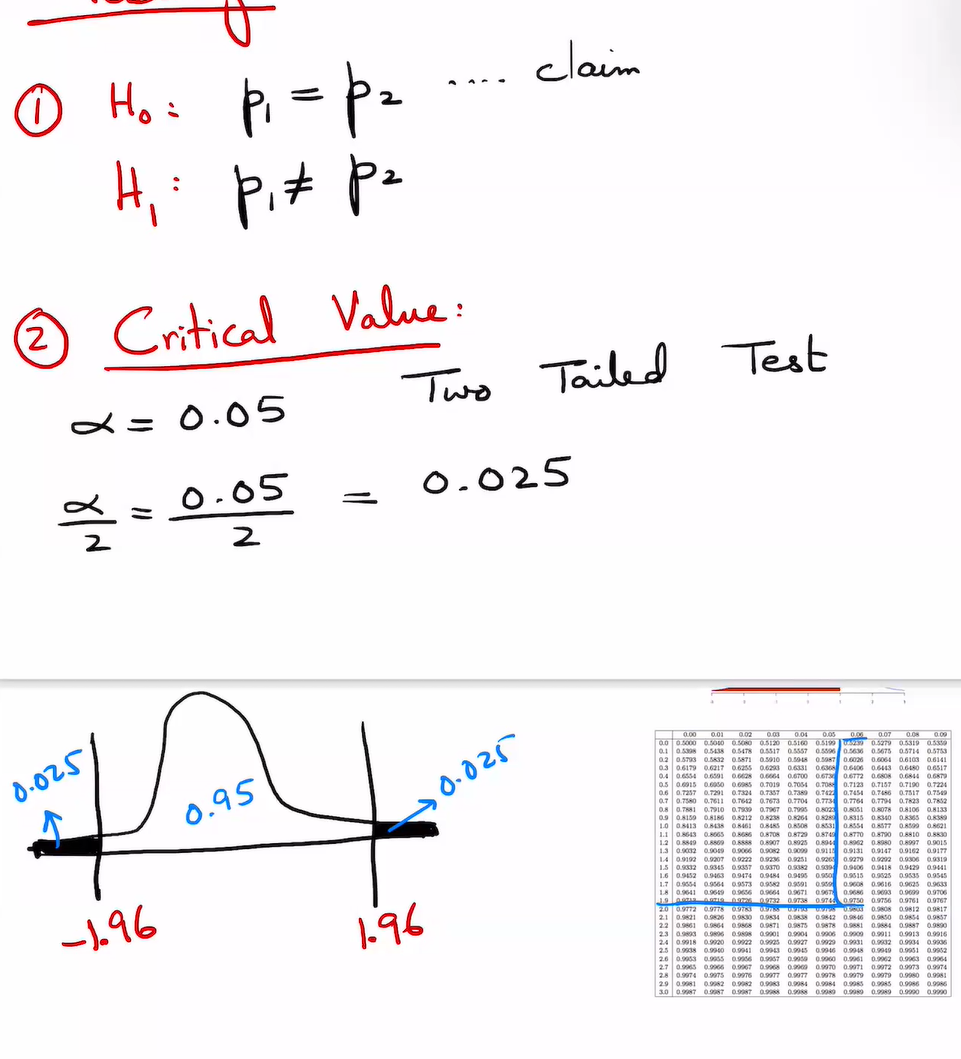 ① H₀: p₁ = p₂ .... claim
H₁: p₁ ≠ p₂
② Critical Value:
Two Tailed Test
α = 0.05
α/2 = 0.05/2 = 0.025
0.025
0.95
0.025
-1.96
1.96
0.00 0.01 0.02 0.03 0.04 0.05 0.06 0.07 0.08 0.09
0.0 0.5000 0.5040 0.5080 0.5120 0.5160 0.5199 0.5239 0.5279 0.5319 0.5359
0.1 0.5398 0.5438 0.5478 0.5517 0.5557 0.5596 0.5636 0.5675 0.5714 0.5753
0.2 0.5793 0.5832 0.5871 0.5910 0.5948 0.5987 0.6026 0.6064 0.6103 0.6141
0.3 0.6179 0.6217 0.6255 0.6293 0.6331 0.6368 0.6406 0.6443 0.6480 0.6517
0.4 0.6554 0.6591 0.6628 0.6664 0.6700 0.6736 0.6772 0.6808 0.6844 0.6879
0.5 0.6915 0.6950 0.6985 0.7019 0.7054 0.7088 0.7123 0.7157 0.7190 0.7224
0.6 0.7257 0.7291 0.7324 0.7357 0.7389 0.7422 0.7454 0.7486 0.7517 0.7549
0.7 0.7580 0.7611 0.7642 0.7673 0.7704 0.7734 0.7764 0.7794 0.7823 0.7852
0.8 0.7881 0.7910 0.7939 0.7967 0.7995 0.8023 0.8051 0.8078 0.8106 0.8133
0.9 0.8159 0.8186 0.8212 0.8238 0.8264 0.8289 0.8315 0.8340 0.8365 0.8389
1.0 0.8413 0.8438 0.8461 0.8485 0.8508 0.8531 0.8554 0.8577 0.8599 0.8621
1.1 0.8643 0.8665 0.8686 0.8708 0.8729 0.8749 0.8770 0.8790 0.8810 0.8830
1.2 0.8849 0.8869 0.8888 0.8907 0.8925 0.8944 0.8962 0.8980 0.8997 0.9015
1.3 0.9032 0.9049 0.9066 0.9082 0.9099 0.9115 0.9131 0.9147 0.9162 0.9177
1.4 0.9192 0.9207 0.9222 0.9236 0.9251 0.9265 0.9279 0.9292 0.9306 0.9319
1.5 0.9332 0.9345 0.9357 0.9370 0.9382 0.9394 0.9406 0.9418 0.9429 0.9441
1.6 0.9452 0.9463 0.9474 0.9484 0.9495 0.9505 0.9515 0.9525 0.9535 0.9545
1.7 0.9554 0.9564 0.9573 0.9582 0.9591 0.9599 0.9608 0.9616 0.9625 0.9633
1.8 0.9641 0.9649 0.9656 0.9664 0.9671 0.9678 0.9686 0.9693 0.9699 0.9706
1.9 0.9713 0.9719 0.9726 0.9732 0.9738 0.9744 0.9750 0.9756 0.9761 0.9767
2.0 0.9772 0.9778 0.9783 0.9788 0.9793 0.9798 0.9803 0.9808 0.9812 0.9817
2.1 0.9821 0.9826 0.9830 0.9834 0.9838 0.9842 0.9846 0.9850 0.9854 0.9857
2.2 0.9861 0.9864 0.9868 0.9871 0.9875 0.9878 0.9881 0.9884 0.9887 0.9890
2.3 0.9893 0.9896 0.9898 0.9901 0.9904 0.9906 0.9909 0.9911 0.9913 0.9916
2.4 0.9918 0.9920 0.9922 0.9925 0.9927 0.9929 0.9931 0.9932 0.9934 0.9936
2.5 0.9938 0.9940 0.9941 0.9943 0.9945 0.9946 0.9948 0.9949 0.9951 0.9952
2.6 0.9953 0.9955 0.9956 0.9957 0.9959 0.9960 0.9961 0.9962 0.9963 0.9964
2.7 0.9965 0.9966 0.9967 0.9968 0.9969 0.9970 0.9971 0.9972 0.9973 0.9974
2.8 0.9974 0.9975 0.9976 0.9977 0.9977 0.9978 0.9979 0.9979 0.9980 0.9981
2.9 0.9981 0.9982 0.9982 0.9983 0.9984 0.9984 0.9985 0.9985 0.9986 0.9986
3.0 0.9987 0.9987 0.9987 0.9988 0.9988 0.9989 0.9989 0.9989 0.9990 0.9990